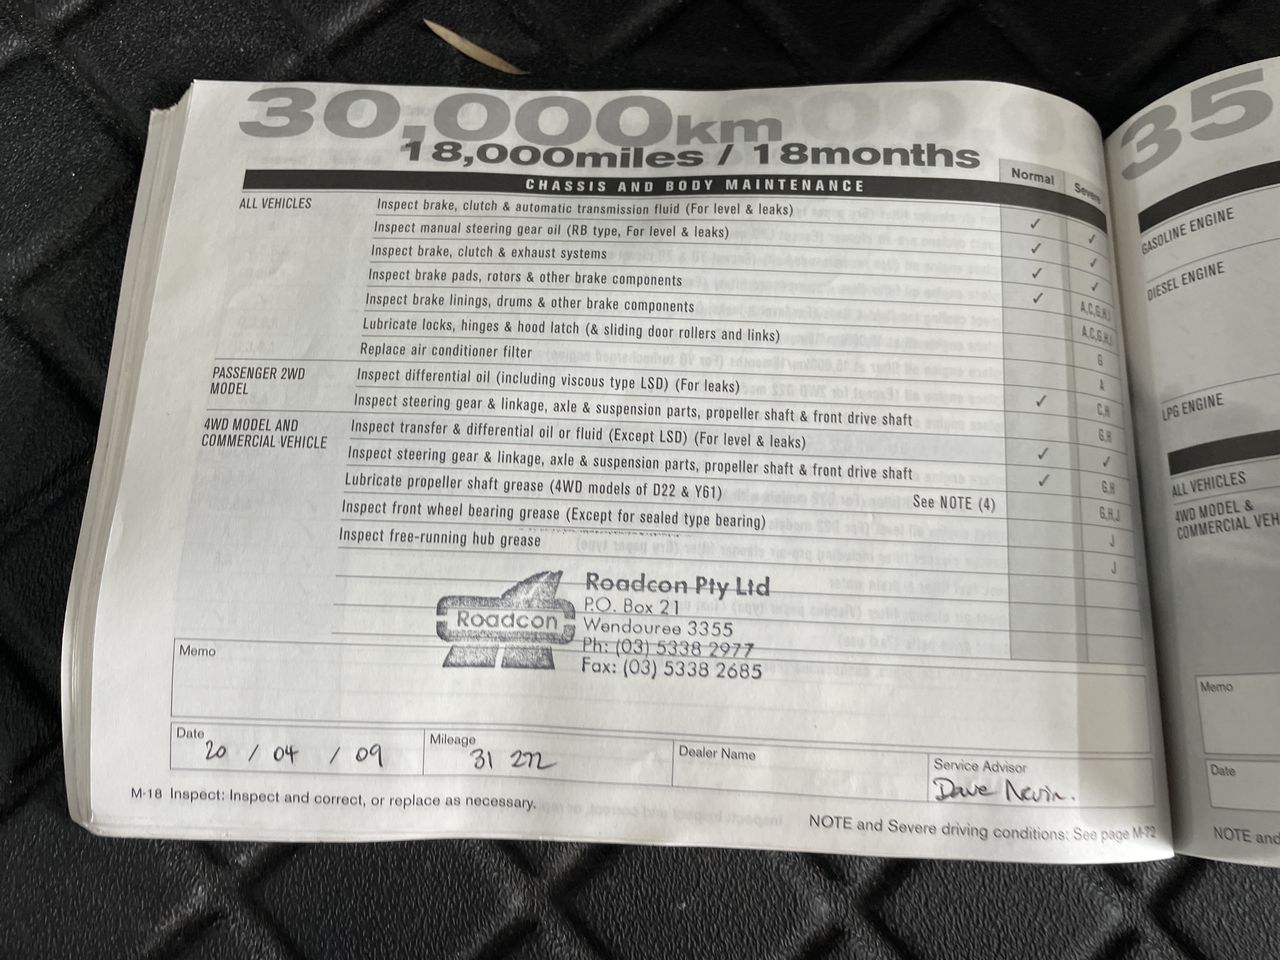 30,000km
18,000miles / 18months
Normal
Severe
CHASSIS AND BODY MAINTENANCE
ALL VEHICLES
Inspect brake, clutch & automatic transmission fluid (For level & leaks) ✓ ✓
Inspect manual steering gear oil (RB type, For level & leaks) ✓ ✓
Inspect brake, clutch & exhaust systems ✓ ✓
Inspect brake pads, rotors & other brake components ✓ A,C,G,H,J
Inspect brake linings, drums & other brake components A,C,G,H,J
Lubricate locks, hinges & hood latch (& sliding door rollers and links) G
Replace air conditioner filter A
PASSENGER 2WD
MODEL
Inspect differential oil (including viscous type LSD) (For leaks) ✓ C,H
Inspect steering gear & linkage, axle & suspension parts, propeller shaft & front drive shaft G,H
4WD MODEL AND
COMMERCIAL VEHICLE
Inspect transfer & differential oil or fluid (Except LSD) (For level & leaks) ✓ ✓
Inspect steering gear & linkage, axle & suspension parts, propeller shaft & front drive shaft ✓ G,H
Lubricate propeller shaft grease (4WD models of D22 & Y61) See NOTE (4) G,H,J
Inspect front wheel bearing grease (Except for sealed type bearing) J
Inspect free-running hub grease J
Roadcon
Roadcon Pty Ltd
P.O. Box 21
Wendouree 3355
Ph: (03) 5338 2977
Fax: (03) 5338 2685
Memo
Date
20 / 04 / 09
Mileage
31 272
Dealer Name
Service Advisor
Dave Nevin.
M-18 Inspect: Inspect and correct, or replace as necessary.
NOTE and Severe driving conditions: See page M-72
35
GASOLINE ENGINE
DIESEL ENGINE
LPG ENGINE
ALL VEHICLES
4WD MODEL &
COMMERCIAL VEH
Memo
Date
NOTE and